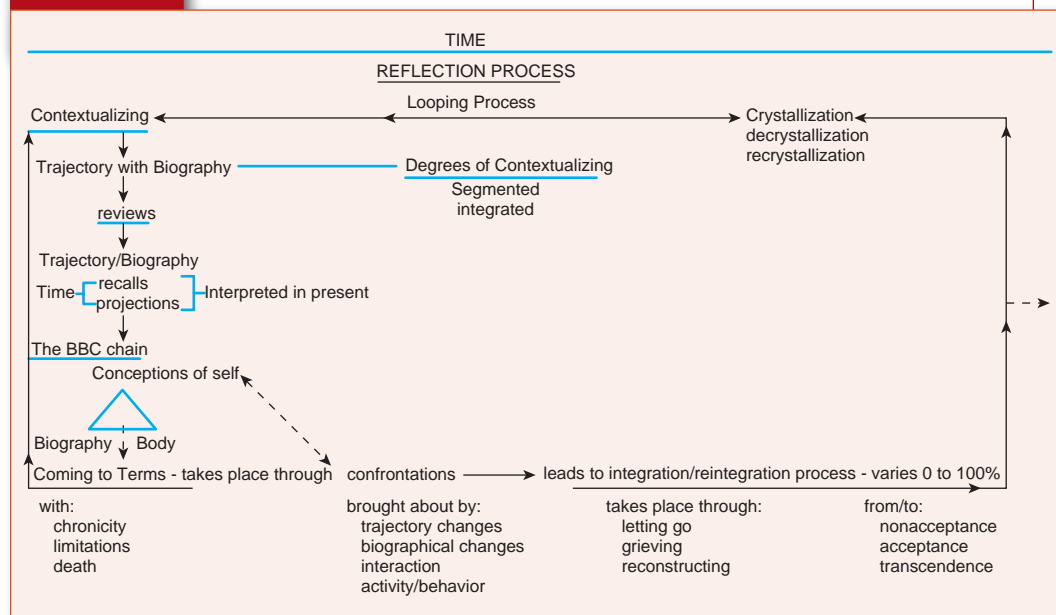 TIME
REFLECTION PROCESS
Looping Process
Contextualizing
Crystallization
decrystallization
recrystallization
Trajectory with Biography
Degrees of Contextualizing
Segmented
integrated
reviews
Trajectory/Biography
Time
recalls
projections
Interpreted in present
The BBC chain
Conceptions of self
Biography Body
Coming to Terms - takes place through confrontations leads to integration/reintegration process - varies 0 to 100%
with:
chronicity
limitations
death
brought about by:
trajectory changes
biographical changes
interaction
activity/behavior
takes place through:
letting go
grieving
reconstructing
from/to:
nonacceptance
acceptance
transcendence